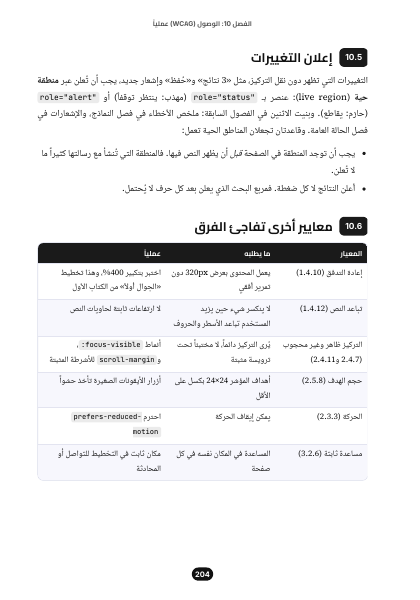 الفصل 10: الوصول (WCAG) عملياً
10.5 إعلان التغييرات
التغييرات التي تظهر دون نقل التركيز، مثل «3 نتائج» و«حُفظ» وإشعار جديد، يجب أن تُعلن عبر منطقة
حية (live region): عنصر بـ role="status" (مهذب: ينتظر توقفاً) أو role="alert"
(حازم: يقاطع). وبنيت الاثنين في الفصول السابقة: ملخص الأخطاء في فصل النماذج، والإشعارات في
فصل الحالة العامة. وقاعدتان تجعلان المناطق الحية تعمل:
• يجب أن توجد المنطقة في الصفحة قبل أن يظهر النص فيها. فالمنطقة التي تُنشأ مع رسالتها كثيراً ما
لا تُعلن.
• أعلن النتائج لا كل ضغطة. فمربع البحث الذي يعلن بعد كل حرف لا يُحتمل.
10.6 معايير أخرى تفاجئ الفرق
المعيار ما يطلبه عملياً
إعادة التدفق (1.4.10) يعمل المحتوى بعرض 320px دون اختبر بتكبير 400%، وهذا تخطيط
تمرير أفقي «الجوال أولاً» من الكتاب الأول
تباعد النص (1.4.12) لا ينكسر شيء حين يزيد لا ارتفاعات ثابتة لحاويات النص
المستخدم تباعد الأسطر والحروف
التركيز ظاهر وغير محجوب يُرى التركيز دائماً، لا مختبئاً تحت أنماط :focus-visible،
(2.4.7 و2.4.11) ترويسة مثبتة وscroll-margin للأشرطة المثبتة
حجم الهدف (2.5.8) أهداف المؤشر 24×24 بكسل على أزرار الأيقونات الصغيرة تأخذ حشواً
الأقل
الحركة (2.3.3) يمكن إيقاف الحركة احترم prefers-reduced-
motion
مساعدة ثابتة (3.2.6) المساعدة في المكان نفسه في كل مكان ثابت في التخطيط للتواصل أو
صفحة المحادثة
204